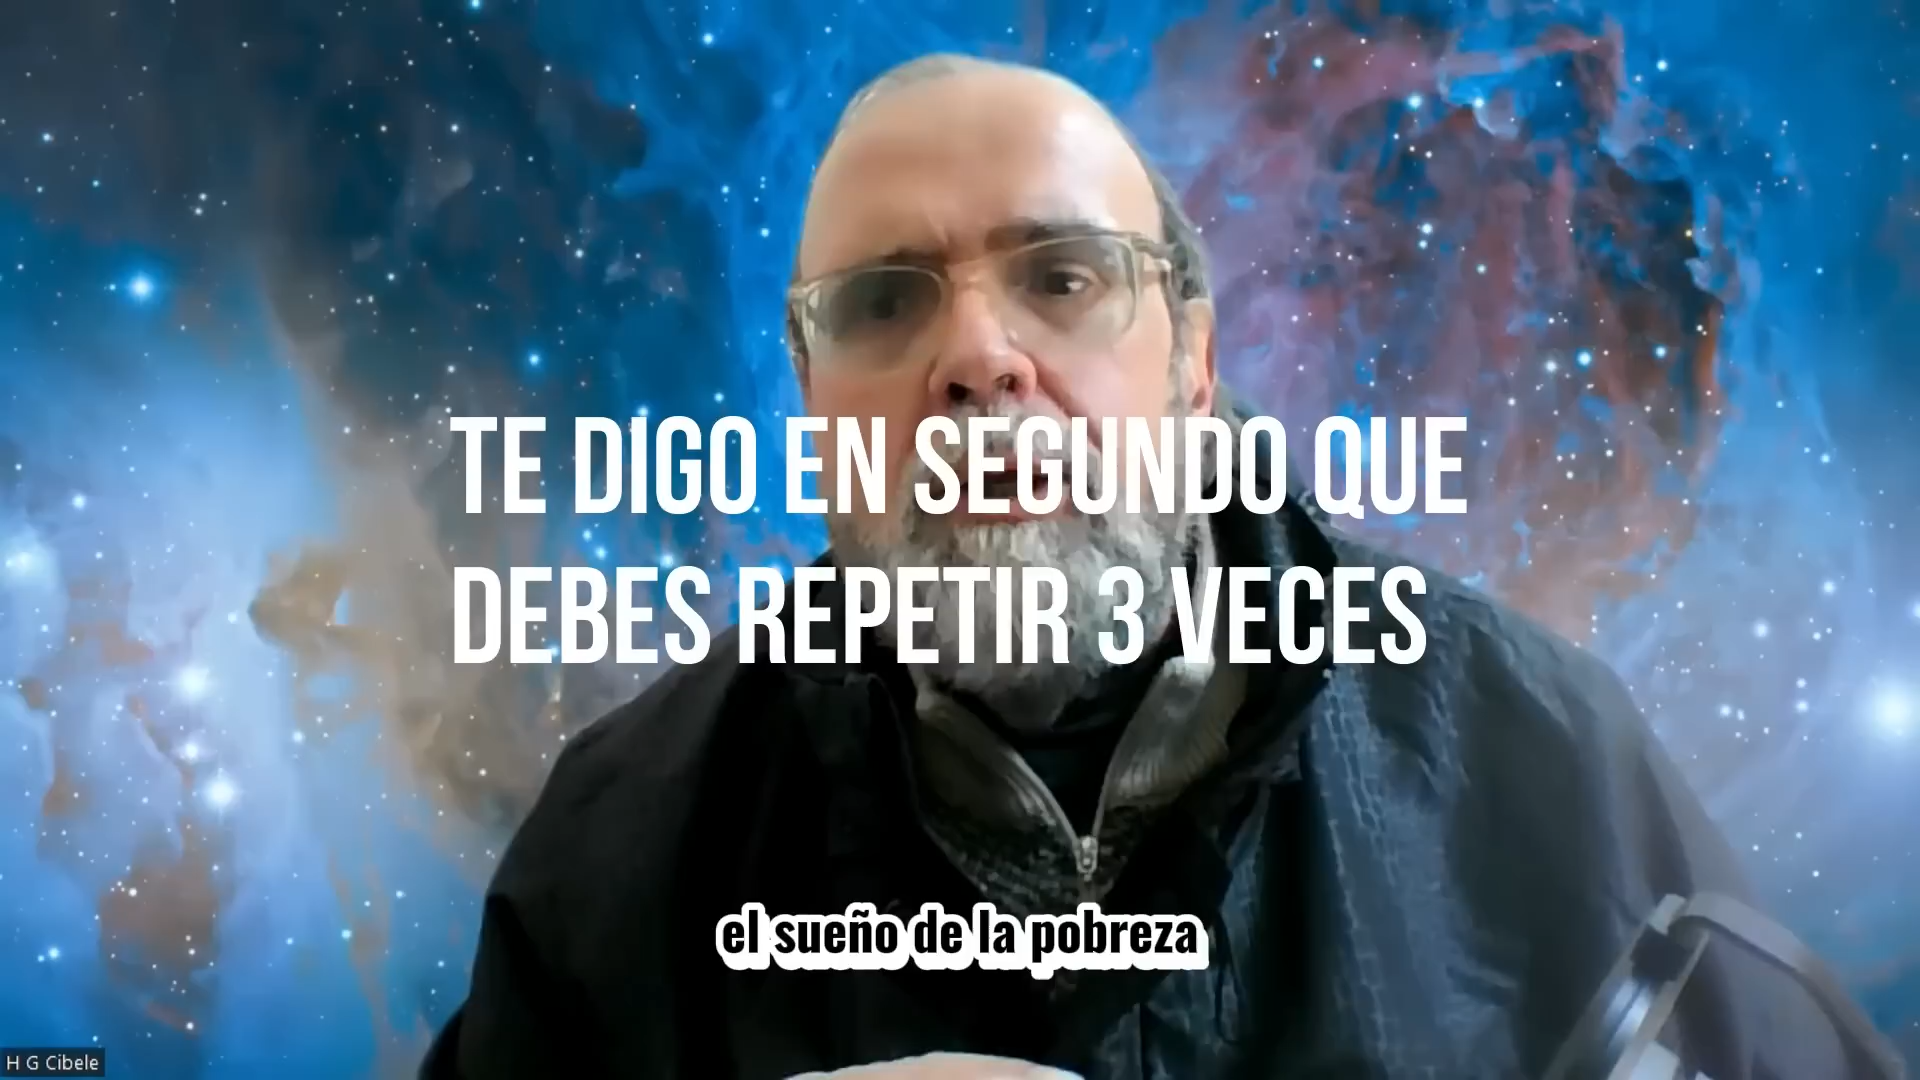 TE DIGO EN SEGUNDO QUE
DEBES REPETIR 3 VECES
el sueño de la pobreza
H G Cibele